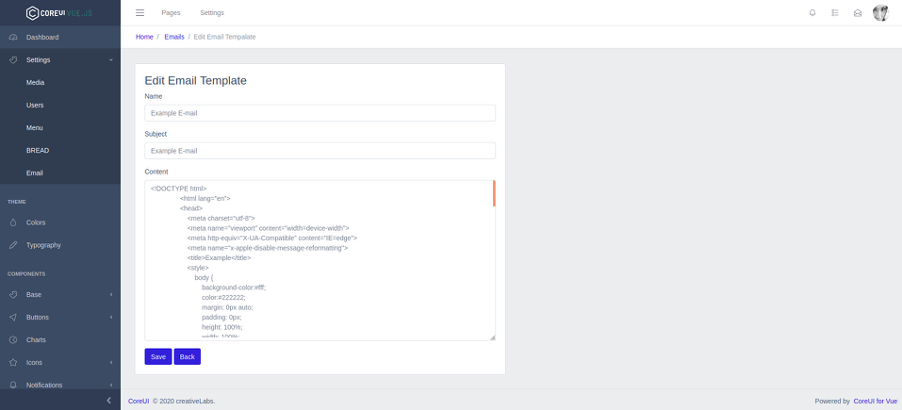 COREUI VUE.JS
Pages
Settings
Dashboard
Home / Emails / Edit Email Tempalate
Settings
Media
Users
Menu
BREAD
Email
THEME
Colors
Typography
COMPONENTS
Base
Buttons
Charts
Icons
Notifications
Edit Email Template
Name
Example E-mail
Subject
Example E-mail
Content
<!DOCTYPE html>
<html lang="en">
<head>
<meta charset="utf-8">
<meta name="viewport" content="width=device-width">
<meta http-equiv="X-UA-Compatible" content="IE=edge">
<meta name="x-apple-disable-message-reformatting">
<title>Example</title>
<style>
body {
background-color:#fff;
color:#222222;
margin: 0px auto;
padding: 0px;
height: 100%;
width: 100%;
Save
Back
CoreUI © 2020 creativeLabs.
Powered by CoreUI for Vue